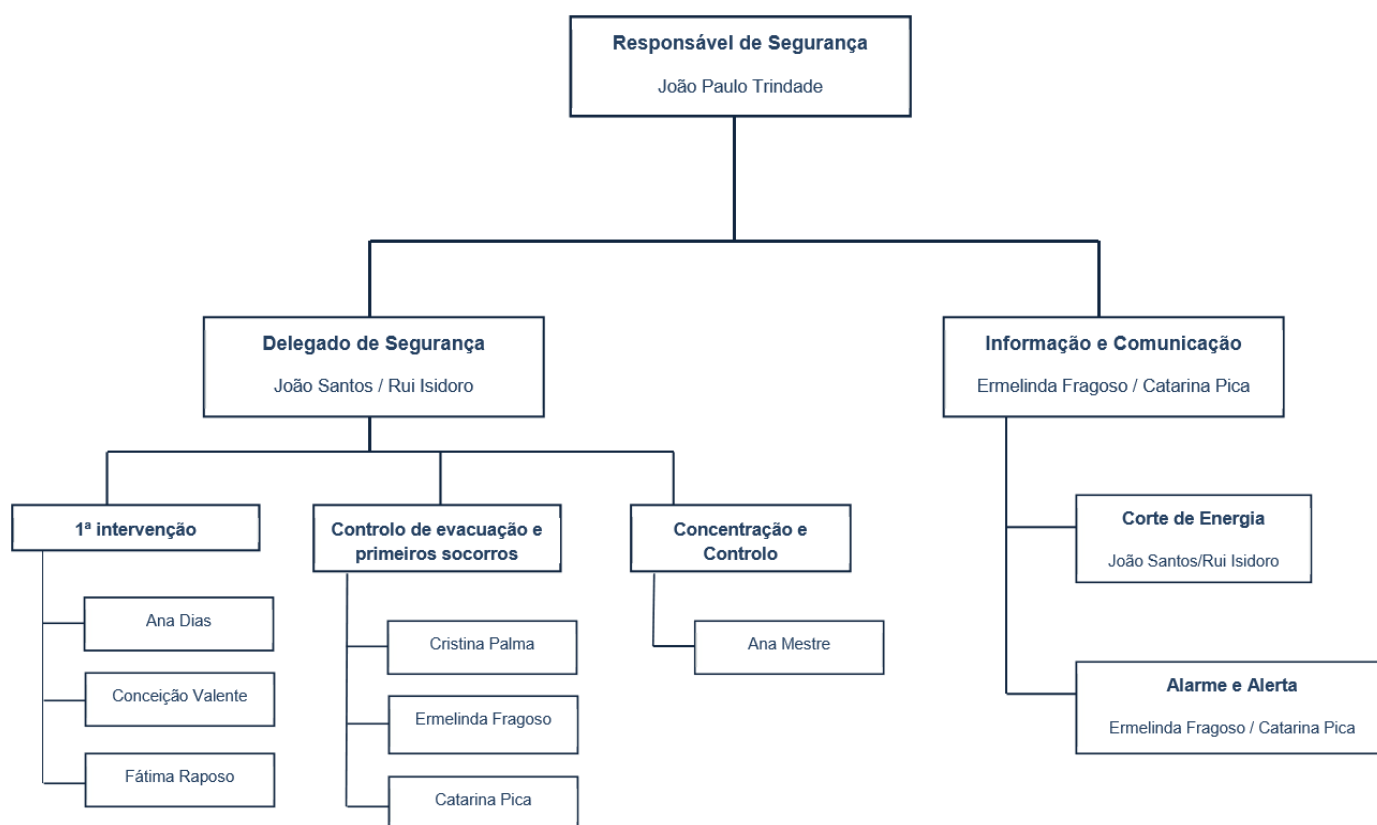 Responsável de Segurança
João Paulo Trindade
Delegado de Segurança
João Santos / Rui Isidoro
Informação e Comunicação
Ermelinda Fragoso / Catarina Pica
1ª intervenção
Ana Dias
Conceição Valente
Fátima Raposo
Controlo de evacuação e
primeiros socorros
Cristina Palma
Ermelinda Fragoso
Catarina Pica
Concentração e
Controlo
Ana Mestre
Corte de Energia
João Santos/Rui Isidoro
Alarme e Alerta
Ermelinda Fragoso / Catarina Pica